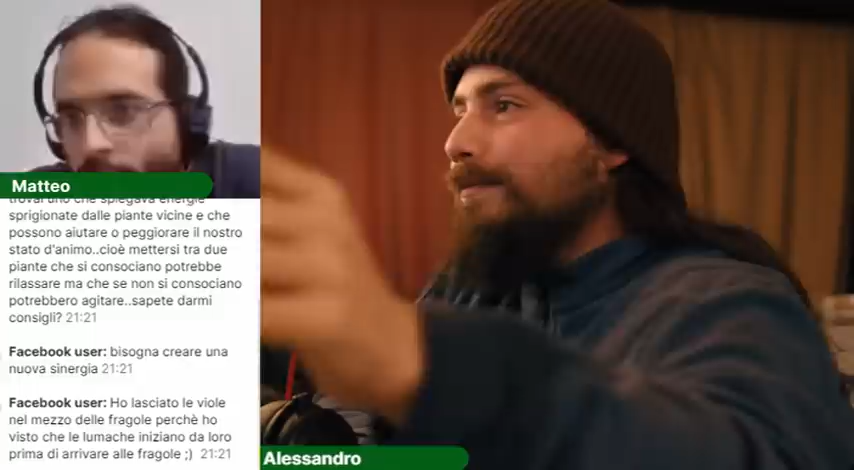 Matteo
trovai uno che spiegava energie
sprigionate dalle piante vicine e che
possono aiutare o peggiorare il nostro
stato d'animo..cioè mettersi tra due
piante che si consociano potrebbe
rilassare ma che se non si consociano
potrebbero agitare..sapete darmi
consigli? 21:21
Facebook user: bisogna creare una
nuova sinergia 21:21
Facebook user: Ho lasciato le viole
nel mezzo delle fragole perchè ho
visto che le lumache iniziano da loro
prima di arrivare alle fragole ;) 21:21
Alessandro